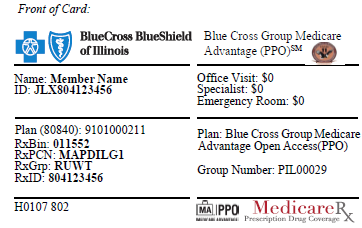 Front of Card:
BlueCross BlueShield
of Illinois
Blue Cross Group Medicare
Advantage (PPO)SM
Name: Member Name
ID: JLX804123456
Office Visit: $0
Specialist: $0
Emergency Room: $0
Plan (80840): 9101000211
RxBin: 011552
RxPCN: MAPDILG1
RxGrp: RUWT
RxID: 804123456
Plan: Blue Cross Group Medicare
Advantage Open Access(PPO)
Group Number: PIL00029
H0107 802
MA PPO
MEDICARE ADVANTAGE
MedicareRx
Prescription Drug Coverage